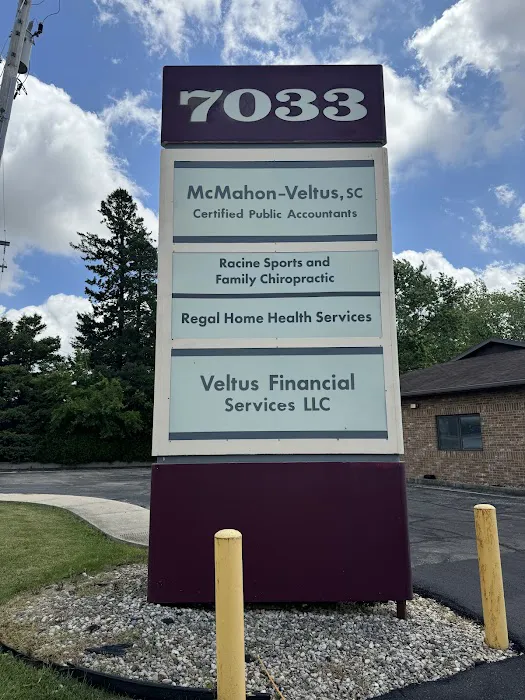 7033
McMahon-Veltus, SC
Certified Public Accountants
Racine Sports and
Family Chiropractic
Regal Home Health Services
Veltus Financial
Services LLC